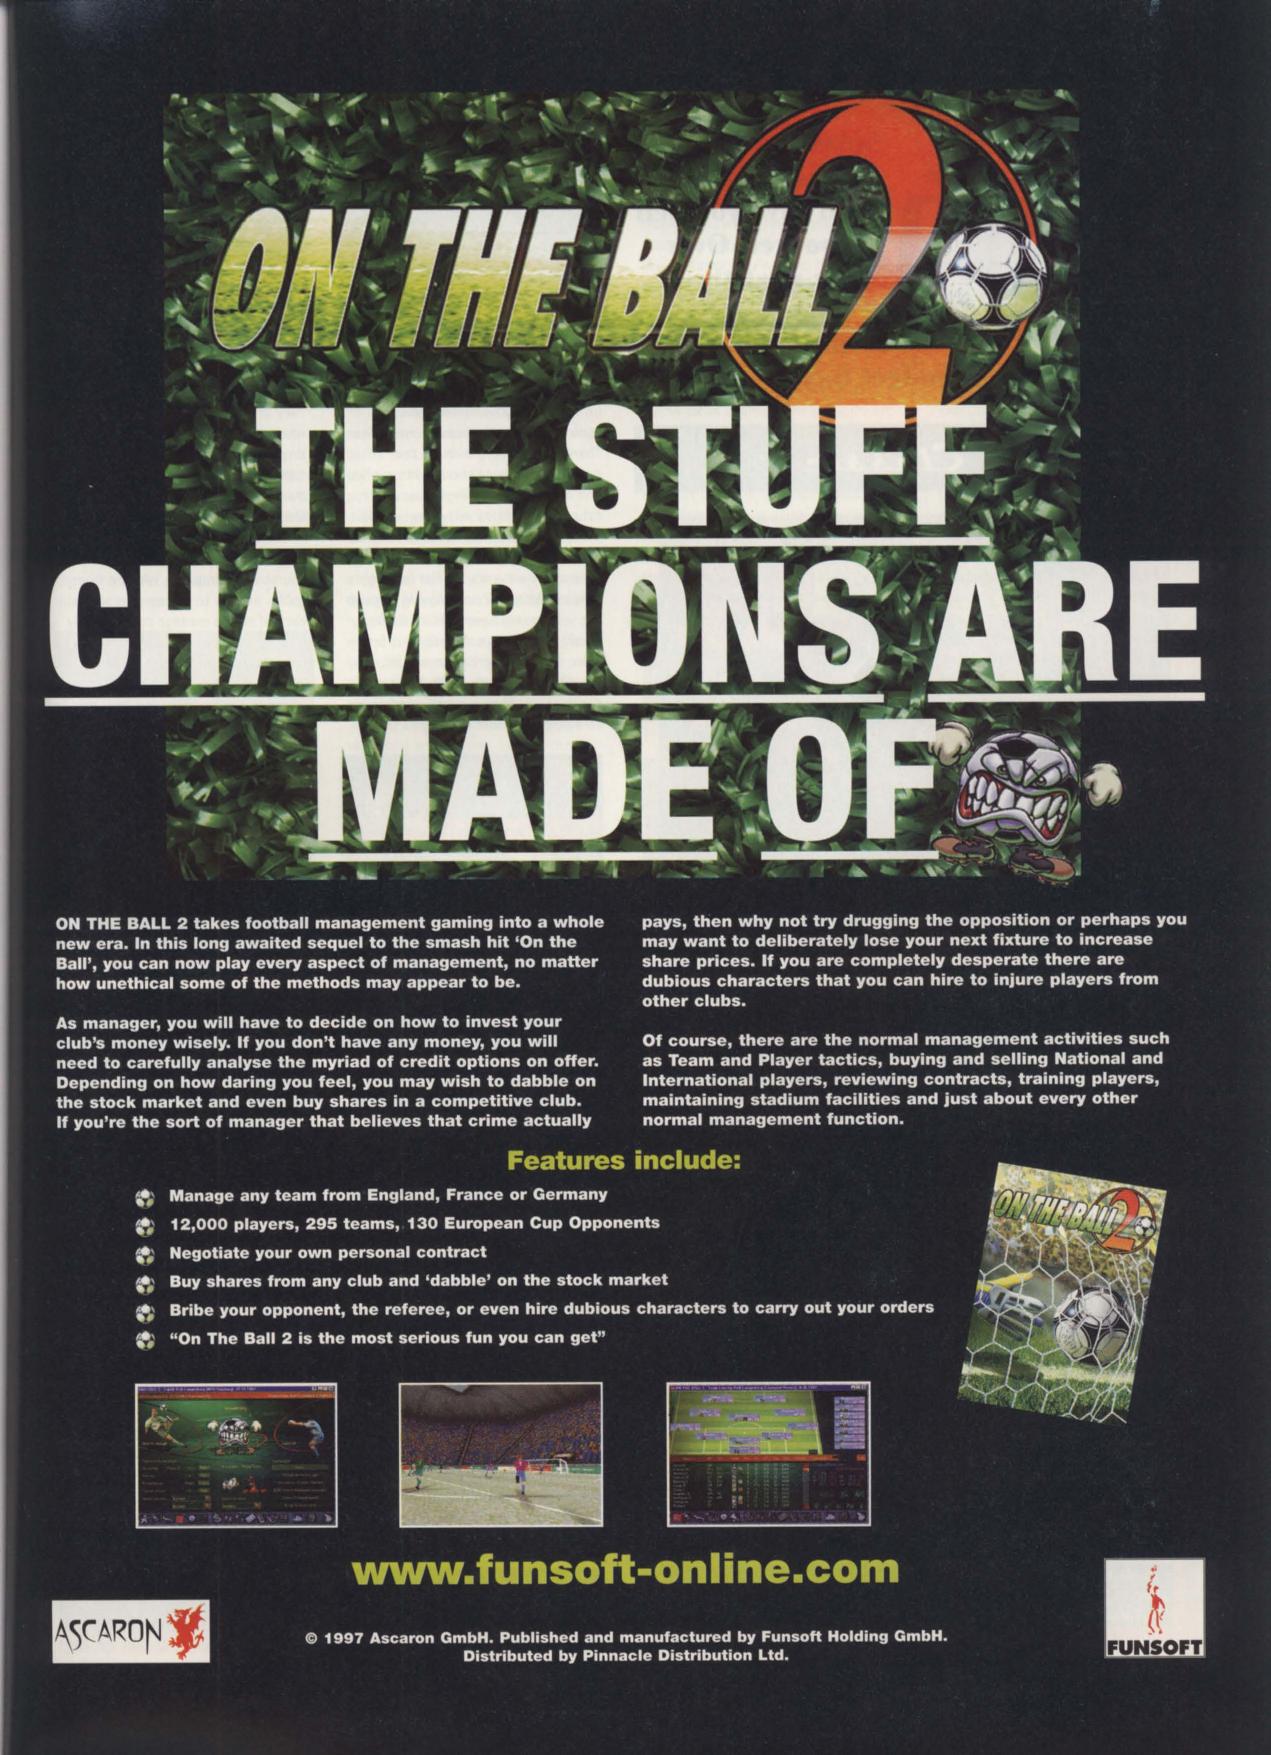 ON THE BALL 2
THE STUFF
CHAMPIONS ARE
MADE OF
ON THE BALL 2 takes football management gaming into a whole
new era. In this long awaited sequel to the smash hit ‘On the
Ball’, you can now play every aspect of management, no matter
how unethical some of the methods may appear to be.
As manager, you will have to decide on how to invest your
club’s money wisely. If you don’t have any money, you will
need to carefully analyse the myriad of credit options on offer.
Depending on how daring you feel, you may wish to dabble on
the stock market and even buy shares in a competitive club.
If you’re the sort of manager that believes that crime actually
pays, then why not try drugging the opposition or perhaps you
may want to deliberately lose your next fixture to increase
share prices. If you are completely desperate there are
dubious characters that you can hire to injure players from
other clubs.
Of course, there are the normal management activities such
as Team and Player tactics, buying and selling National and
International players, reviewing contracts, training players,
maintaining stadium facilities and just about every other
normal management function.
Features include:
Manage any team from England, France or Germany
12,000 players, 295 teams, 130 European Cup Opponents
Negotiate your own personal contract
Buy shares from any club and ‘dabble’ on the stock market
Bribe your opponent, the referee, or even hire dubious characters to carry out your orders
“On The Ball 2 is the most serious fun you can get”
ON THE BALL 2
www.funsoft-online.com
ASCARON
© 1997 Ascaron GmbH. Published and manufactured by Funsoft Holding GmbH.
Distributed by Pinnacle Distribution Ltd.
FUNSOFT